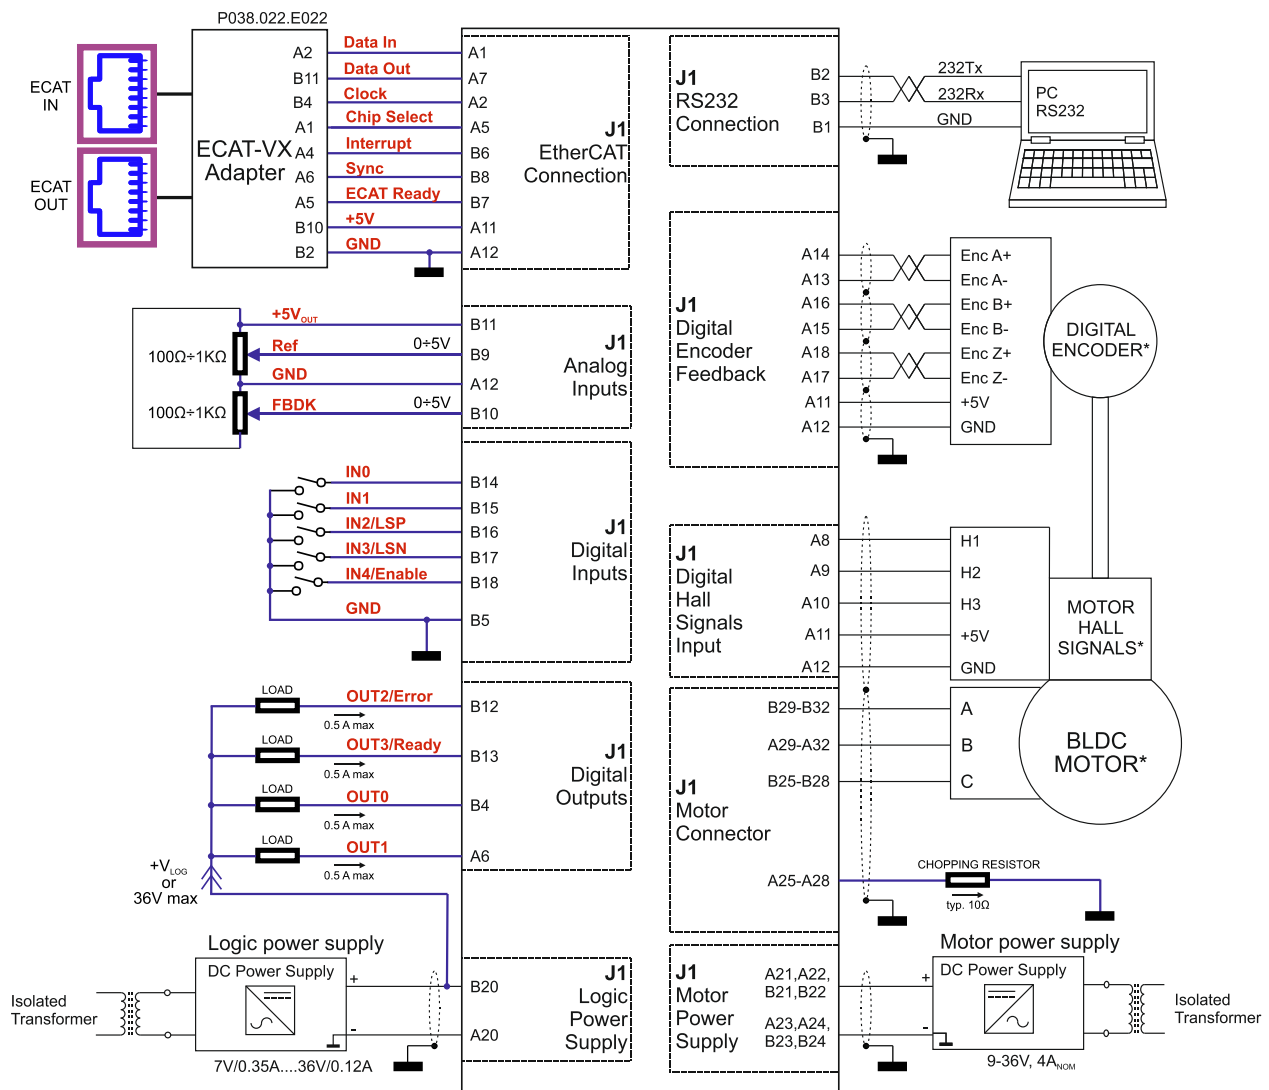 P038.022.E022
ECAT
IN
ECAT
OUT
ECAT-VX
Adapter
A2 Data In A1
B11 Data Out A7
B4 Clock A2
A1 Chip Select A5
A4 Interrupt B6
A6 Sync B8
A5 ECAT Ready B7
B10 +5V A11
B2 GND A12
J1
EtherCAT
Connection
100Ω÷1KΩ
100Ω÷1KΩ
+5VOUT B11
Ref 0÷5V B9
GND A12
FBDK 0÷5V B10
J1
Analog
Inputs
IN0 B14
IN1 B15
IN2/LSP B16
IN3/LSN B17
IN4/Enable B18
GND B5
J1
Digital
Inputs
LOAD OUT2/Error B12
0.5 A max
LOAD OUT3/Ready B13
0.5 A max
LOAD OUT0 B4
0.5 A max
LOAD OUT1 A6
0.5 A max
J1
Digital
Outputs
+VLOG
or
36V max
Logic power supply
DC Power Supply
Isolated
Transformer
+
-
7V/0.35A....36V/0.12A
B20
A20
J1
Logic
Power
Supply
J1
RS232
Connection
B2 232Tx
B3 232Rx
B1 GND
PC
RS232
J1
Digital
Encoder
Feedback
A14 Enc A+
A13 Enc A-
A16 Enc B+
A15 Enc B-
A18 Enc Z+
A17 Enc Z-
A11 +5V
A12 GND
DIGITAL
ENCODER*
J1
Digital
Hall
Signals
Input
A8 H1
A9 H2
A10 H3
A11 +5V
A12 GND
MOTOR
HALL
SIGNALS*
J1
Motor
Connector
B29-B32 A
A29-A32 B
B25-B28 C
BLDC
MOTOR*
A25-A28
CHOPPING RESISTOR
typ. 10Ω
Motor power supply
DC Power Supply
J1
Motor
Power
Supply
A21,A22,
B21,B22
A23,A24,
B23,B24
+
-
Isolated
Transformer
9-36V, 4ANOM